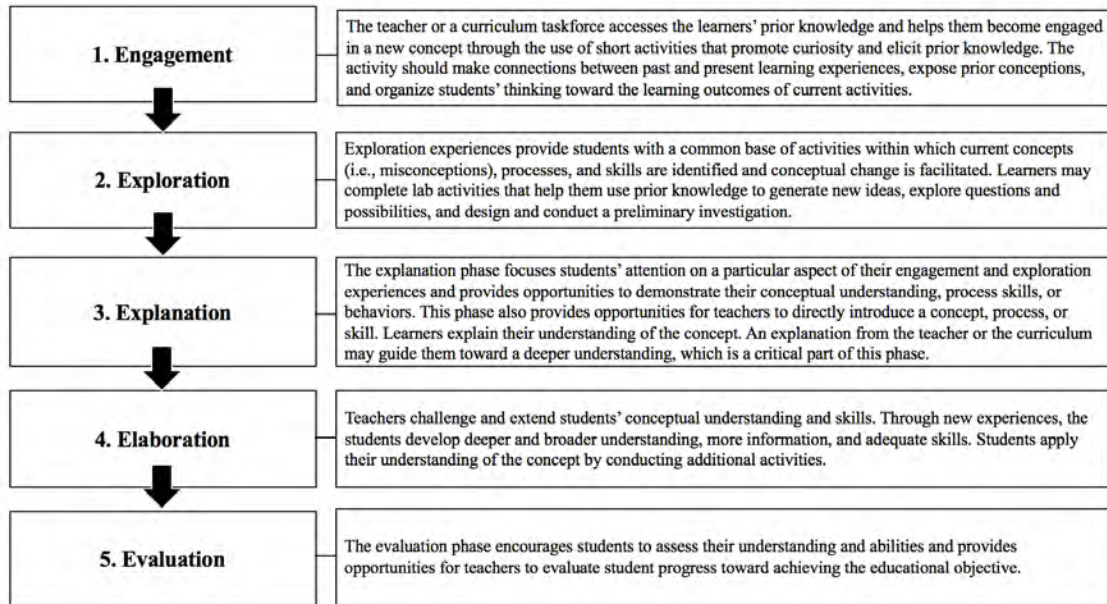 1. Engagement
The teacher or a curriculum taskforce accesses the learners’ prior knowledge and helps them become engaged
in a new concept through the use of short activities that promote curiosity and elicit prior knowledge. The
activity should make connections between past and present learning experiences, expose prior conceptions,
and organize students’ thinking toward the learning outcomes of current activities.
2. Exploration
Exploration experiences provide students with a common base of activities within which current concepts
(i.e., misconceptions), processes, and skills are identified and conceptual change is facilitated. Learners may
complete lab activities that help them use prior knowledge to generate new ideas, explore questions and
possibilities, and design and conduct a preliminary investigation.
3. Explanation
The explanation phase focuses students’ attention on a particular aspect of their engagement and exploration
experiences and provides opportunities to demonstrate their conceptual understanding, process skills, or
behaviors. This phase also provides opportunities for teachers to directly introduce a concept, process, or
skill. Learners explain their understanding of the concept. An explanation from the teacher or the curriculum
may guide them toward a deeper understanding, which is a critical part of this phase.
4. Elaboration
Teachers challenge and extend students’ conceptual understanding and skills. Through new experiences, the
students develop deeper and broader understanding, more information, and adequate skills. Students apply
their understanding of the concept by conducting additional activities.
5. Evaluation
The evaluation phase encourages students to assess their understanding and abilities and provides
opportunities for teachers to evaluate student progress toward achieving the educational objective.